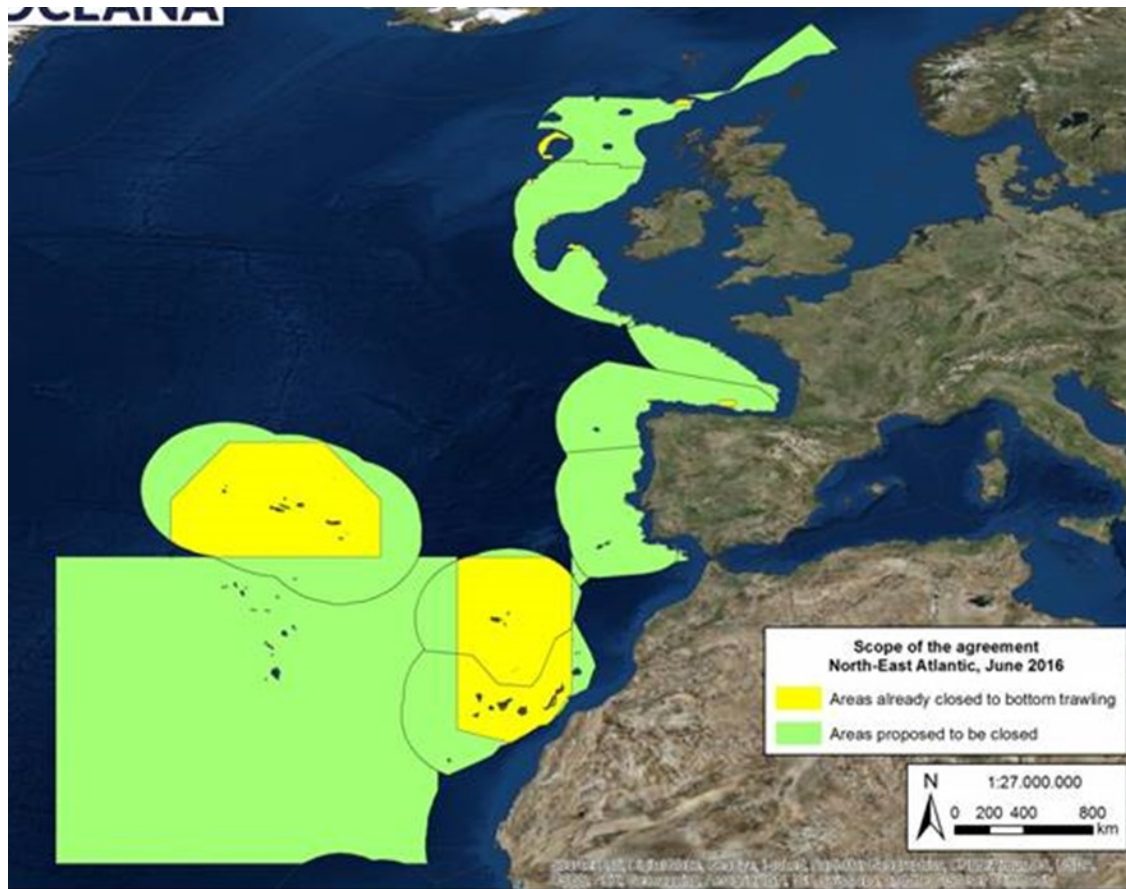 OCEANA
Scope of the agreement
North-East Atlantic, June 2016
Areas already closed to bottom trawling
Areas proposed to be closed
N
1:27.000.000
0 200 400 800
km